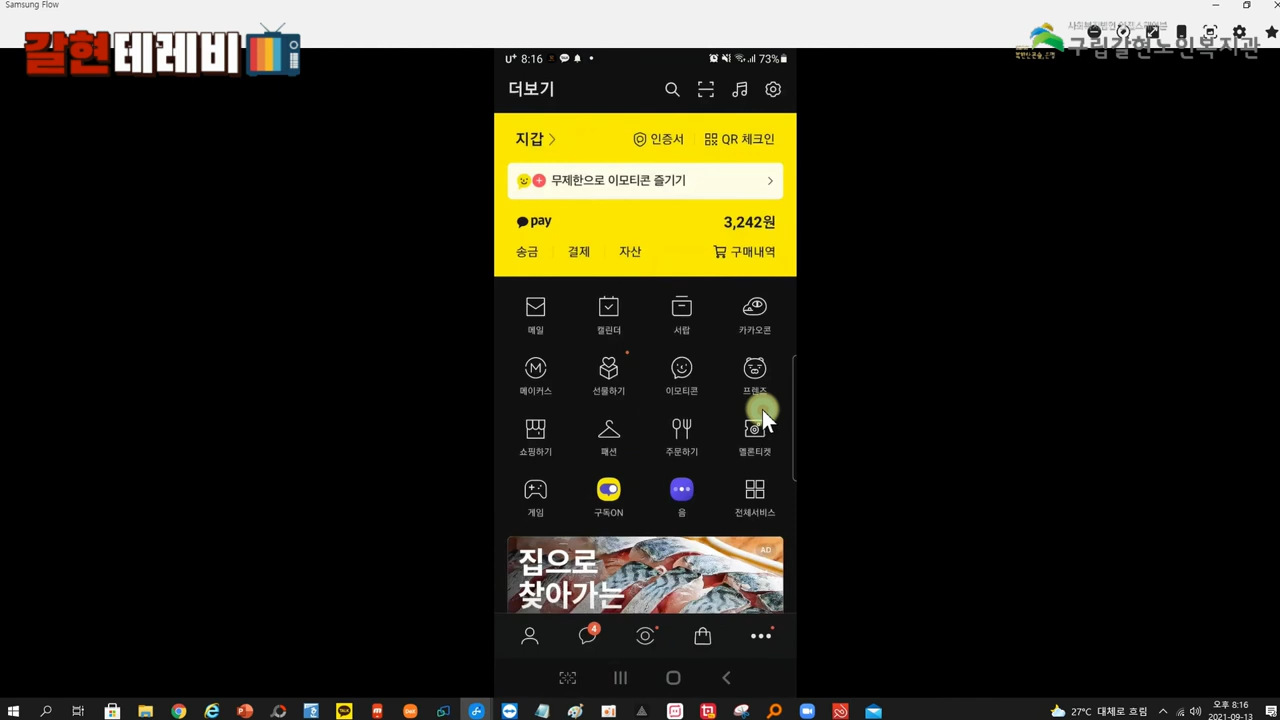 Samsung Flow
갈현테레비
구립갈현노인복지관
U+ 8:16
73%
더보기
지갑
인증서
QR 체크인
무제한으로 이모티콘 즐기기
pay
3,242원
송금
결제
자산
구매내역
메일
캘린더
서랍
카카오콘
메이커스
선물하기
이모티콘
프렌즈
쇼핑하기
패션
주문하기
멜론티켓
게임
구독ON
음
전체서비스
AD
집으로
찾아가는
4
27°C 대체로 흐림
오후 8:16
2021-09-13